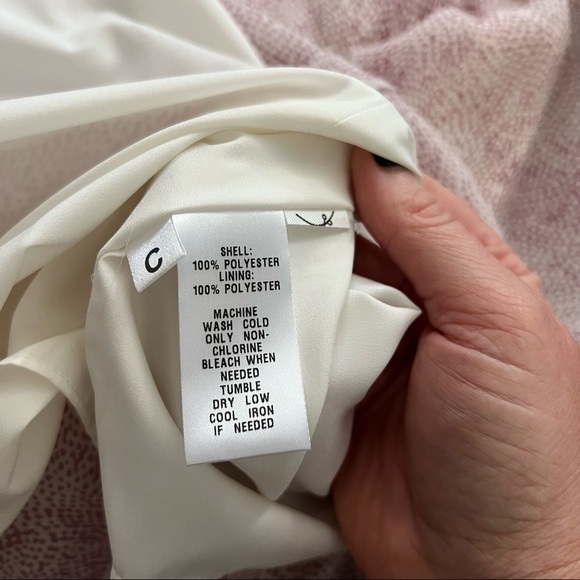 C
SHELL:
100% POLYESTER
LINING:
100% POLYESTER
MACHINE
WASH COLD
ONLY NON-
CHLORINE
BLEACH WHEN
NEEDED
TUMBLE
DRY LOW
COOL IRON
IF NEEDED